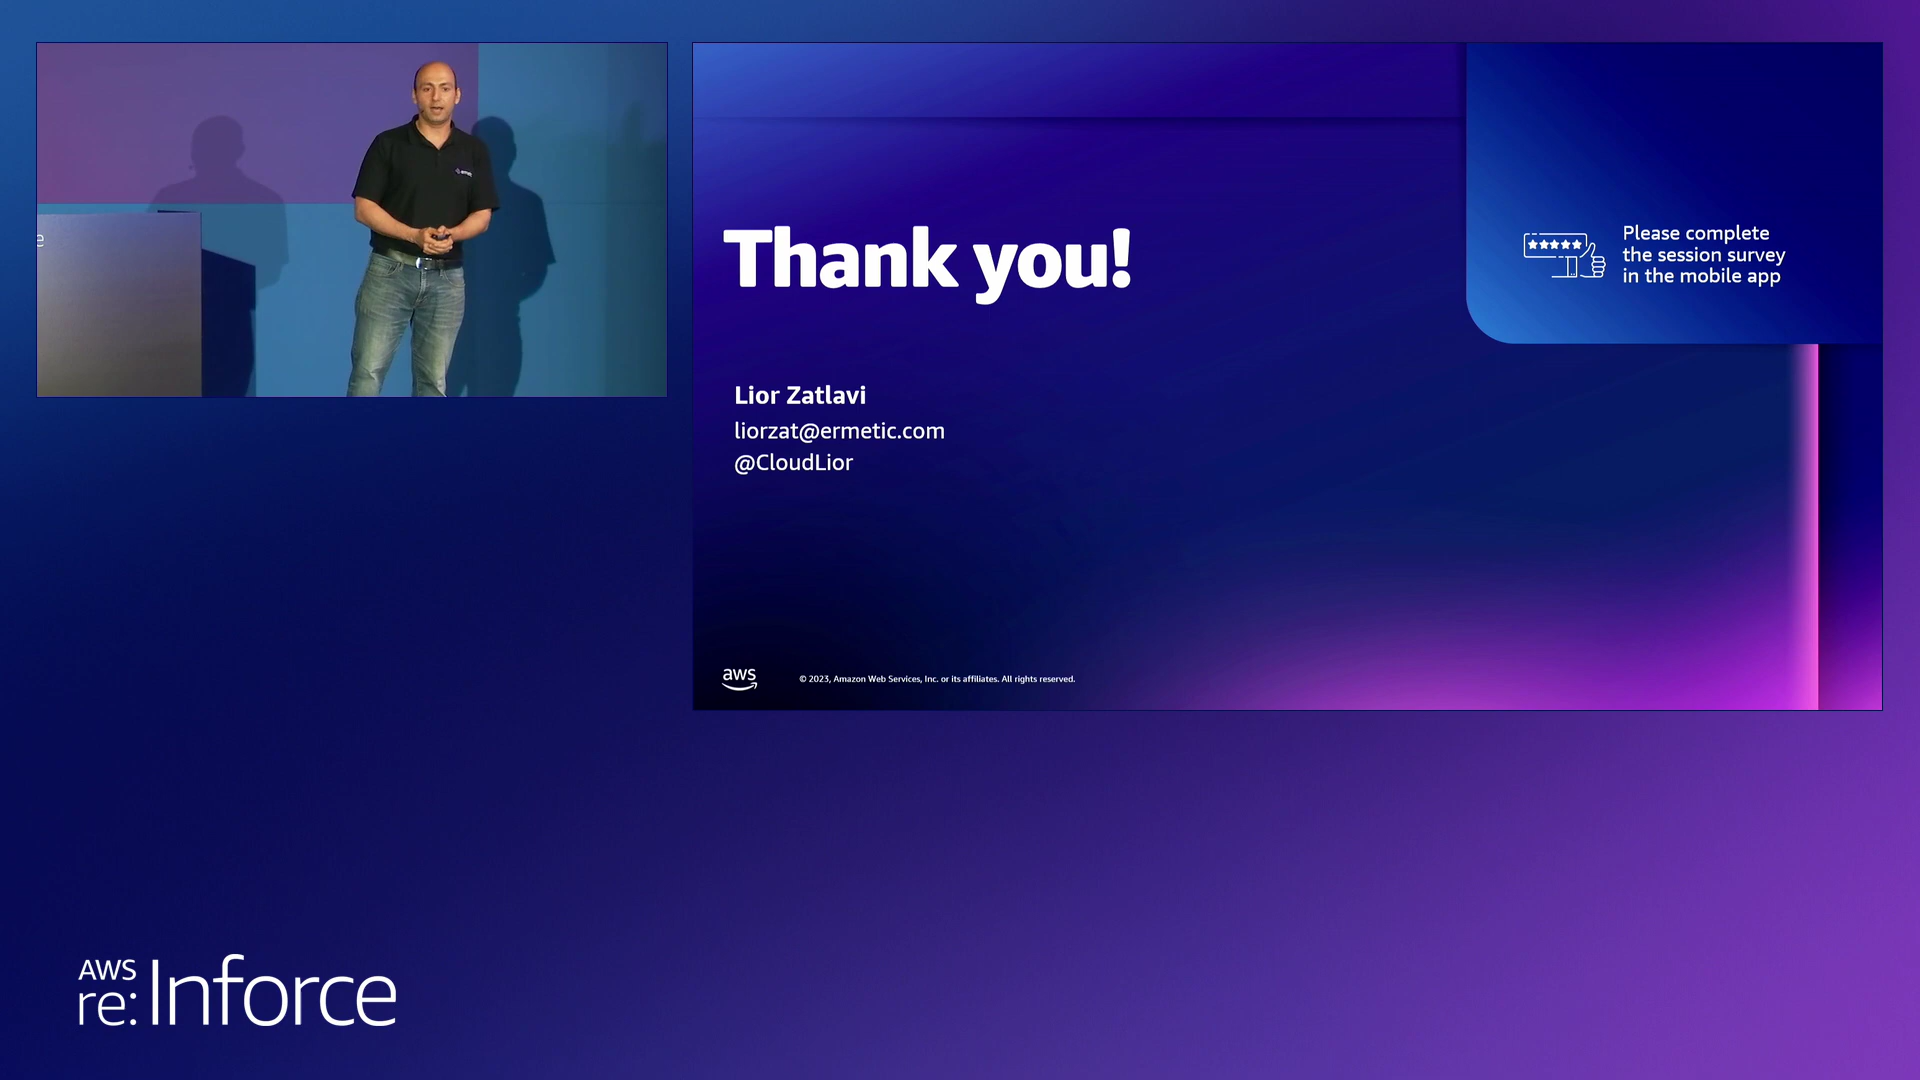 e
Thank you!
Lior Zatlavi
liorzat@ermetic.com
@CloudLior
Please complete
the session survey
in the mobile app
aws
© 2023, Amazon Web Services, Inc. or its affiliates. All rights reserved.
AWS
re:Inforce